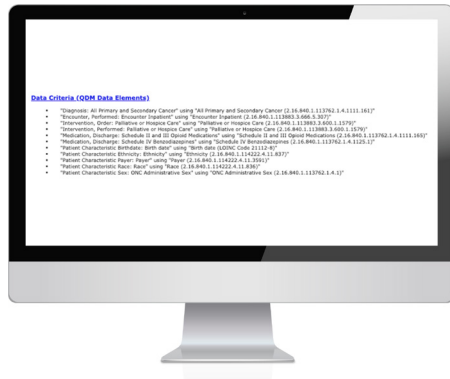 Data Criteria (QDM Data Elements)
• "Diagnosis: All Primary and Secondary Cancer" using "All Primary and Secondary Cancer (2.16.840.1.113762.1.4.1111.161)"
• "Encounter, Performed: Encounter Inpatient" using "Encounter Inpatient (2.16.840.1.113883.3.666.5.307)"
• "Intervention, Order: Palliative or Hospice Care" using "Palliative or Hospice Care (2.16.840.1.113883.3.600.1.1579)"
• "Intervention, Performed: Palliative or Hospice Care" using "Palliative or Hospice Care (2.16.840.1.113883.3.600.1.1579)"
• "Medication, Discharge: Schedule II and III Opioid Medications" using "Schedule II and III Opioid Medications (2.16.840.1.113762.1.4.1111.165)"
• "Medication, Discharge: Schedule IV Benzodiazepines" using "Schedule IV Benzodiazepines (2.16.840.1.113762.1.4.1125.1)"
• "Patient Characteristic Birthdate: Birth date" using "Birth date (LOINC Code 21112-8)"
• "Patient Characteristic Ethnicity: Ethnicity" using "Ethnicity (2.16.840.1.114222.4.11.837)"
• "Patient Characteristic Payer: Payer" using "Payer (2.16.840.1.114222.4.11.3591)"
• "Patient Characteristic Race: Race" using "Race (2.16.840.1.114222.4.11.836)"
• "Patient Characteristic Sex: ONC Administrative Sex" using "ONC Administrative Sex (2.16.840.1.113762.1.4.1)"